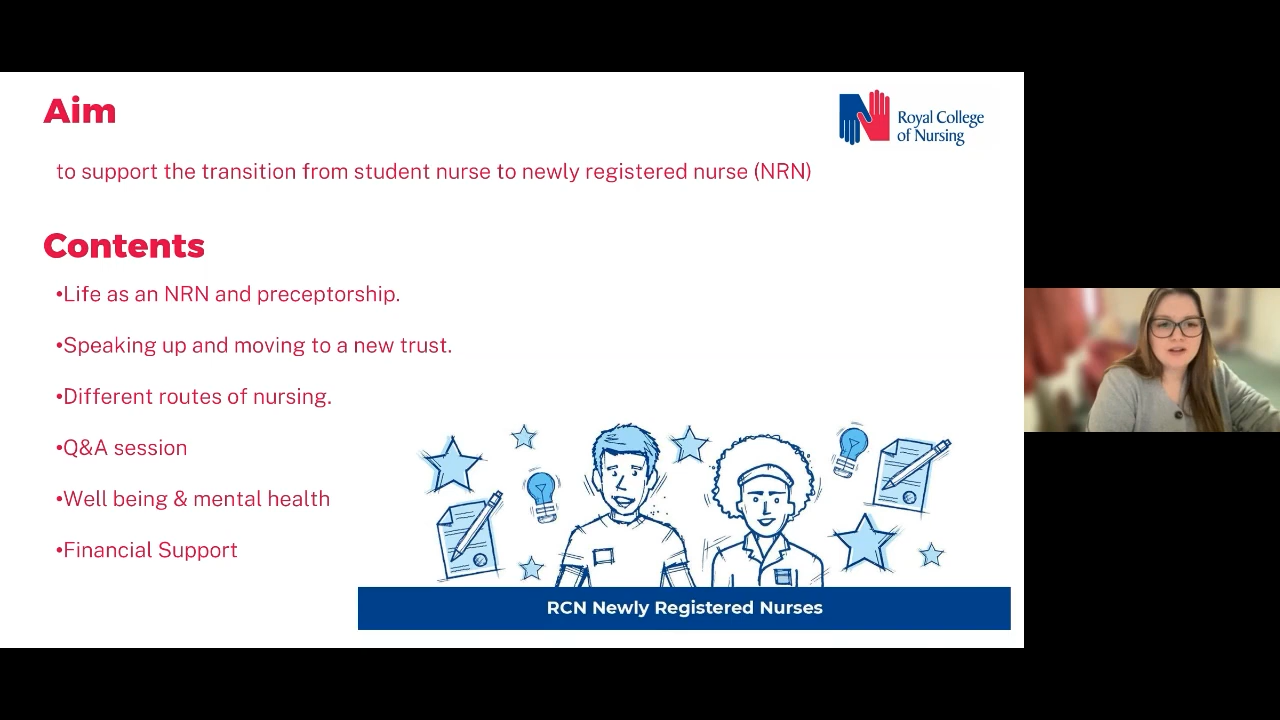 Aim
Royal College
of Nursing
to support the transition from student nurse to newly registered nurse (NRN)
Contents
•Life as an NRN and preceptorship.
•Speaking up and moving to a new trust.
•Different routes of nursing.
•Q&A session
•Well being & mental health
•Financial Support
RCN Newly Registered Nurses